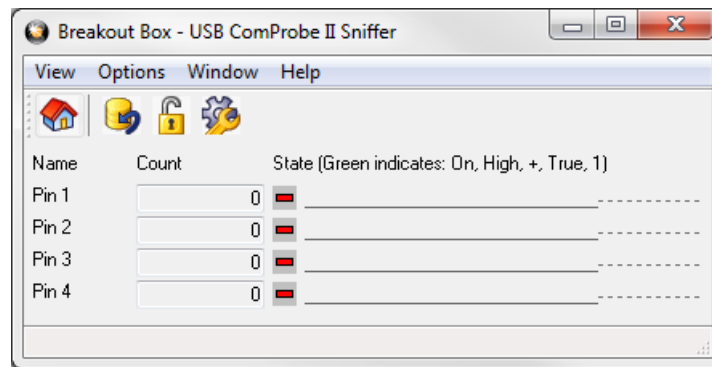 Breakout Box - USB ComProbe II Sniffer
View Options Window Help
Name Count State (Green indicates: On, High, +, True, 1)
Pin 1 0
Pin 2 0
Pin 3 0
Pin 4 0